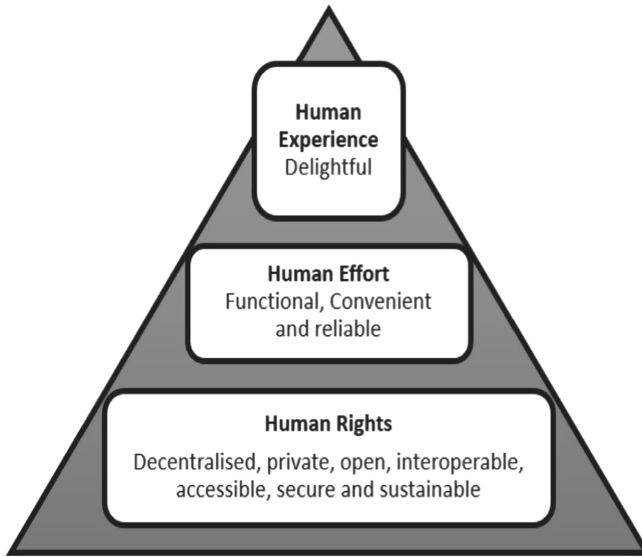 Human
Experience
Delightful
Human Effort
Functional, Convenient
and reliable
Human Rights
Decentralised, private, open, interoperable,
accessible, secure and sustainable